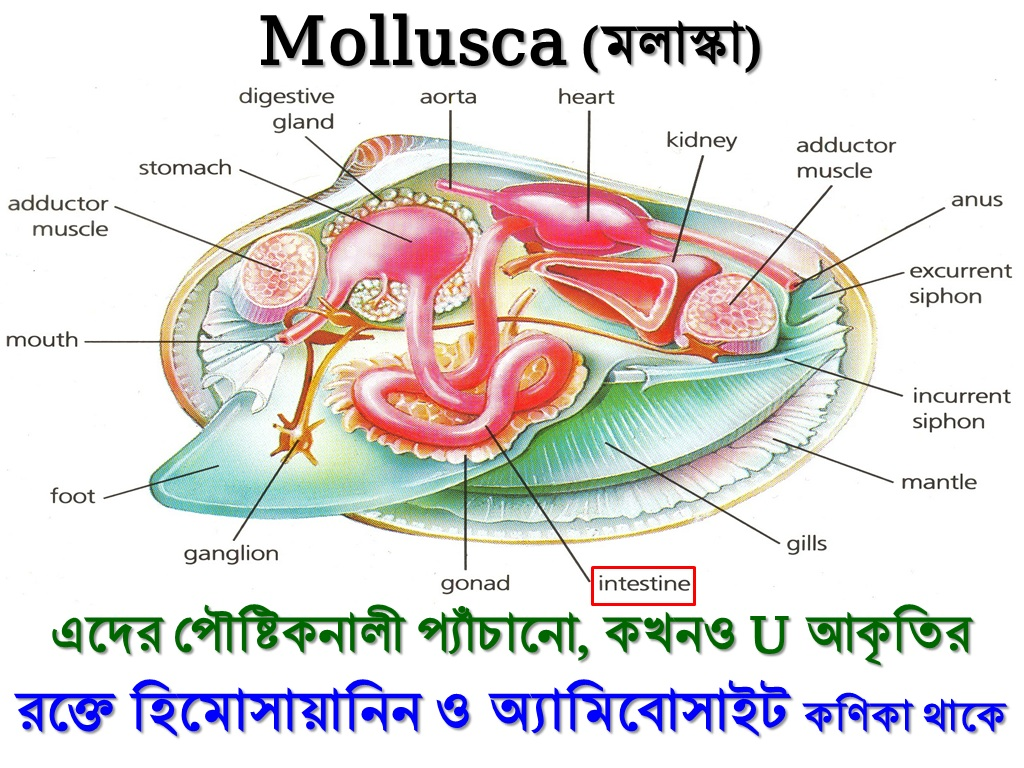 Mollusca (মলাস্কা)
digestive
gland
aorta
heart
kidney
adductor
muscle
stomach
anus
adductor
muscle
excurrent
siphon
mouth
incurrent
siphon
mantle
foot
ganglion
gills
gonad
intestine
এদের পৌষ্টিকনালী প্যাঁচানো, কখনও U আকৃতির
রক্তে হিমোসায়ানিন ও অ্যামিবোসাইট কণিকা থাকে